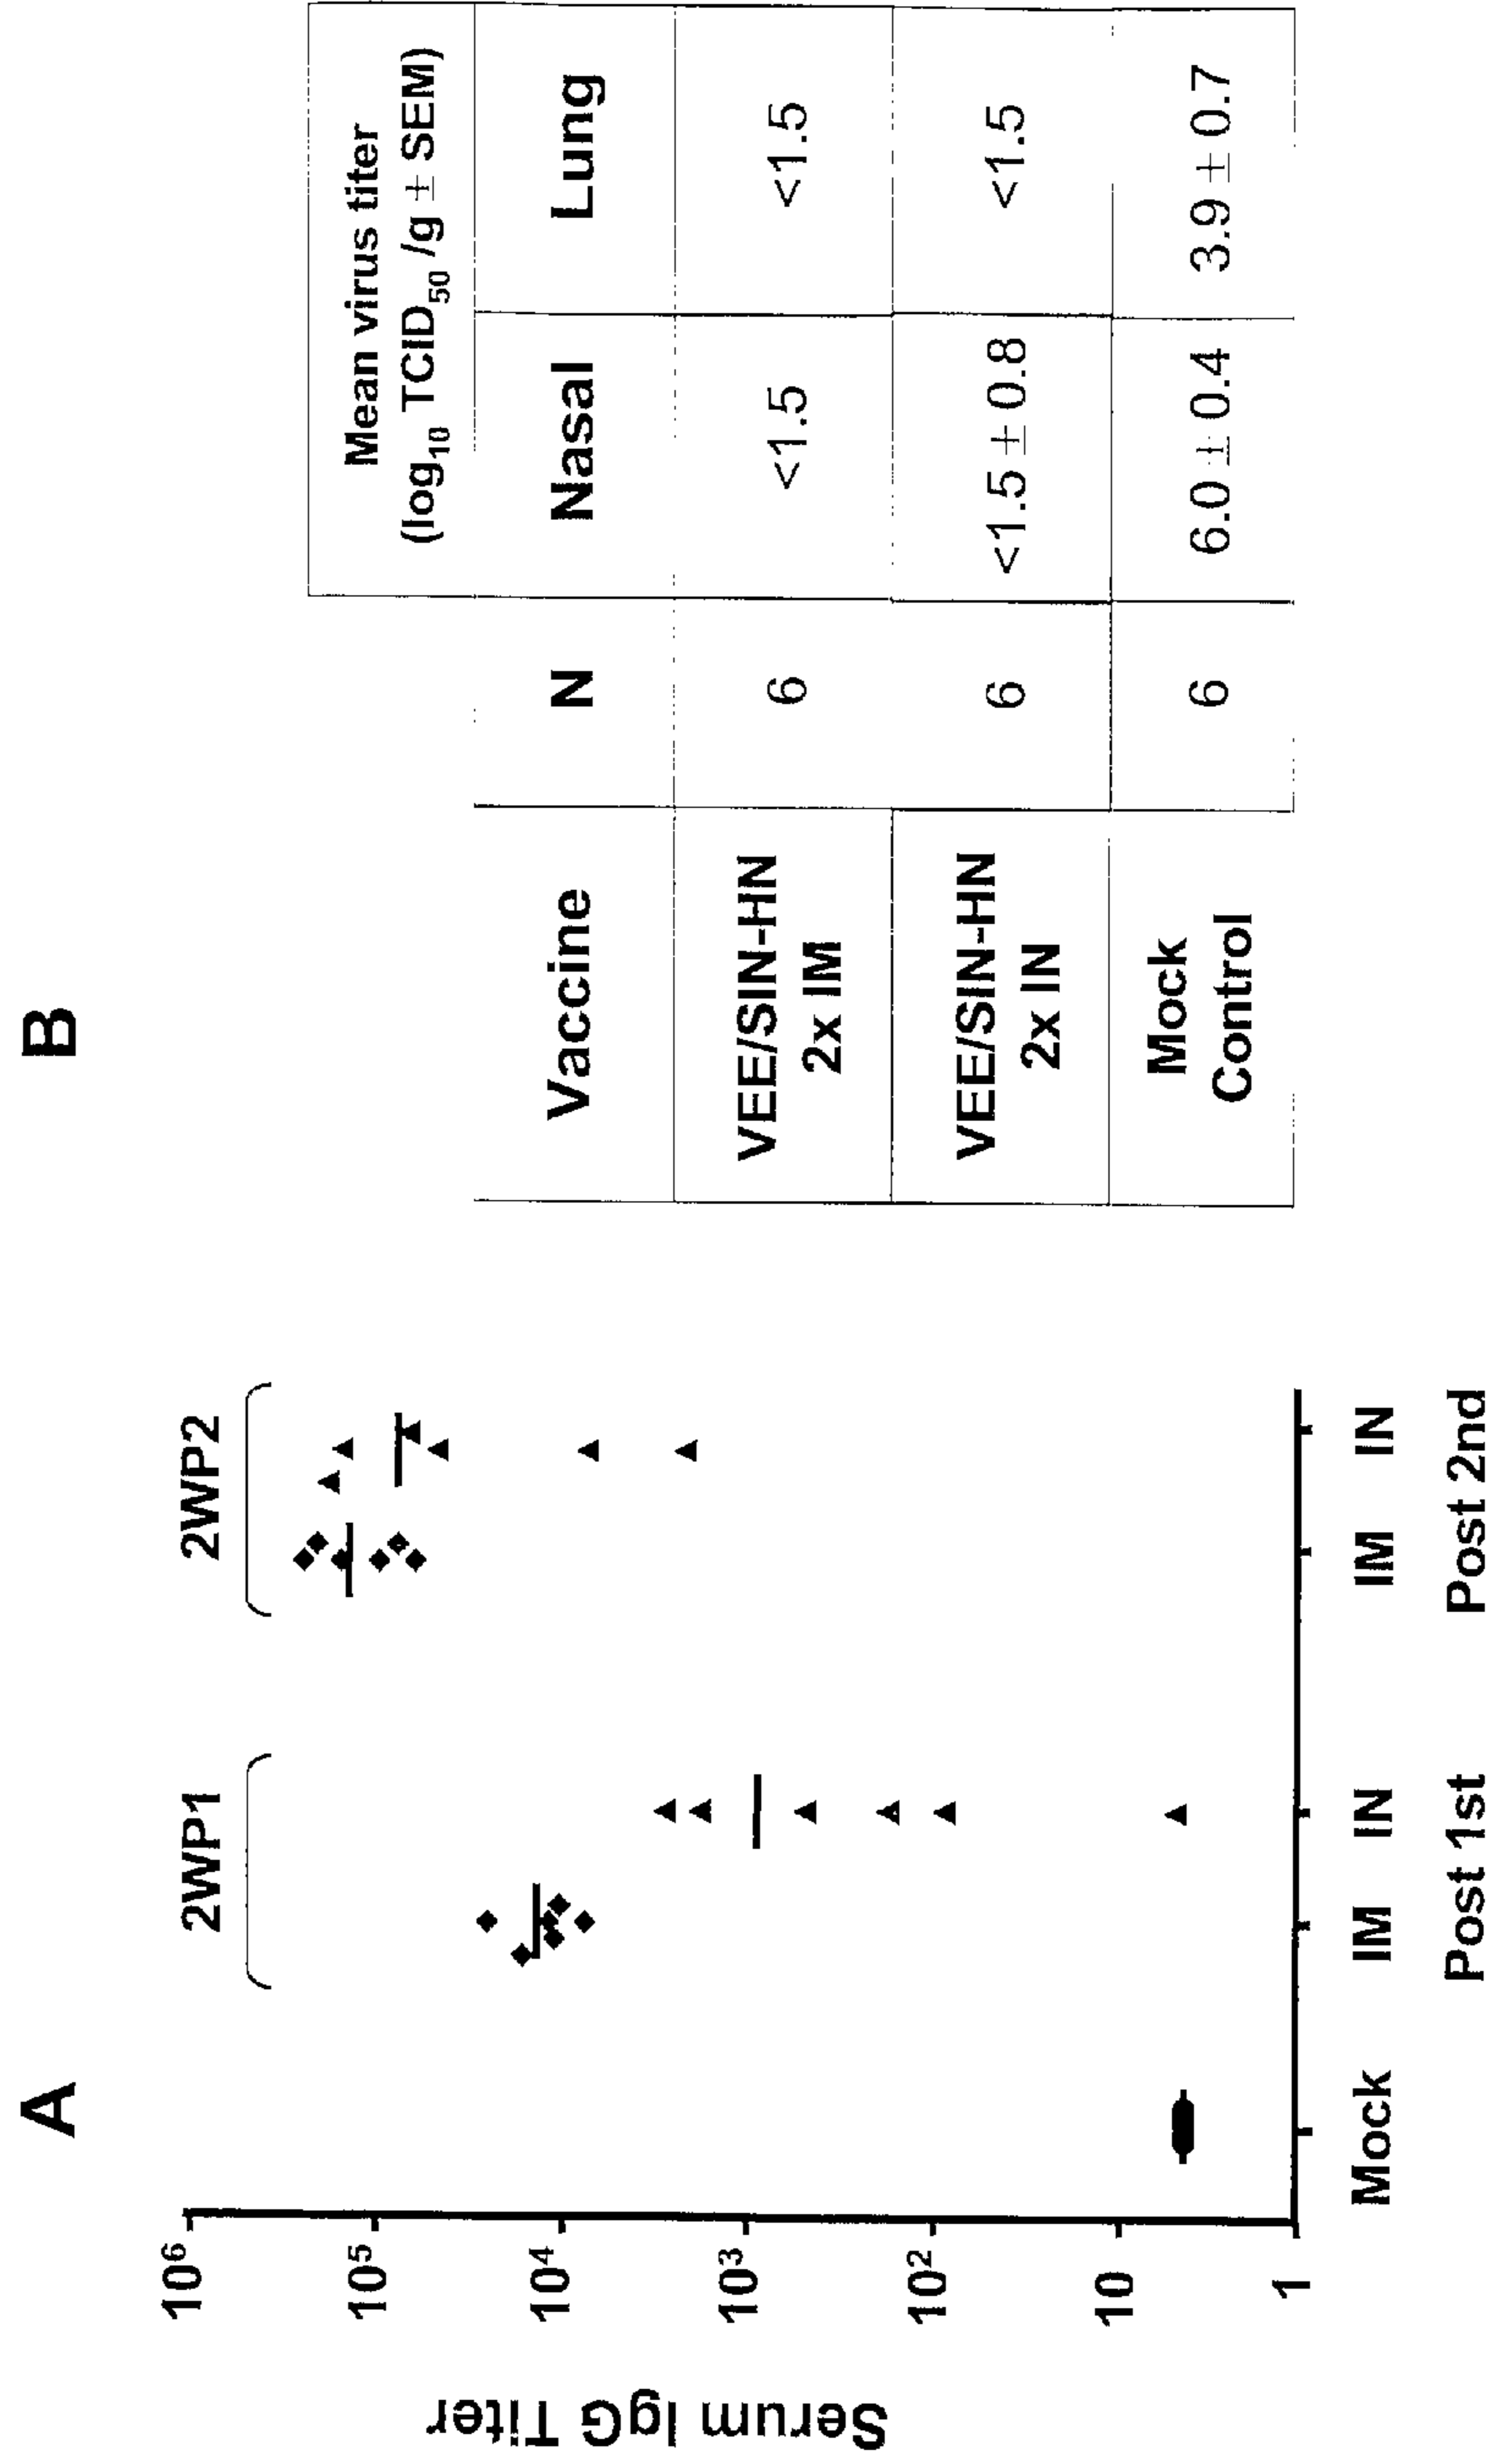 A
Serum IgG Titer
10⁶
10⁵
10⁴
10³
10²
10
1
2WP1
2WP2
Mock
IM IN
IM IN
Post 1st
Post 2nd
B
Mean virus titer
(log₁₀ TCID₅₀ /g ± SEM)
Vaccine N Nasal Lung
VEE/SIN-HN
2x IM
6 <1.5 <1.5
VEE/SIN-HN
2x IN
6 <1.5 ± 0.8 <1.5
Mock
Control
6 6.0 ± 0.4 3.9 ± 0.7